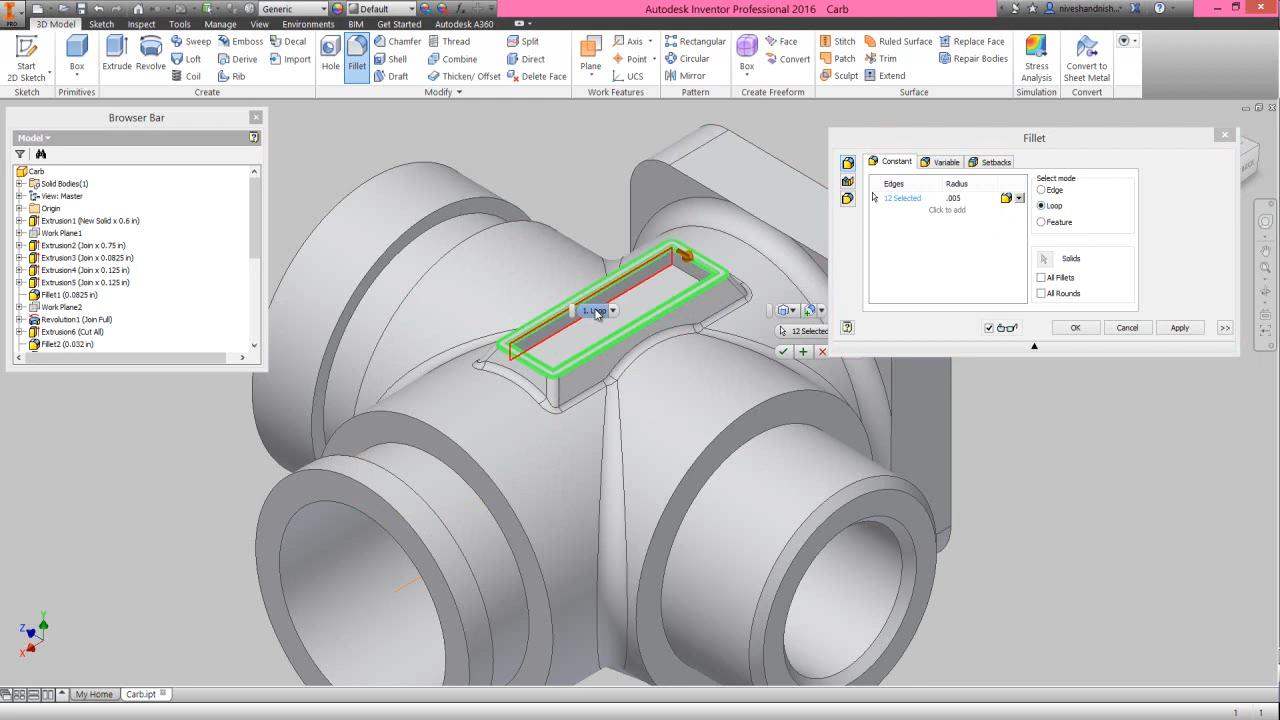 Generic
Default
Autodesk Inventor Professional 2016 Carb
niveshandnish...
PRO
3D Model
Sketch
Inspect
Tools
Manage
View
Environments
BIM
Get Started
Autodesk A360
Start
2D Sketch
Box
Extrude
Revolve
Sweep
Loft
Coil
Emboss
Derive
Rib
Decal
Import
Hole
Fillet
Chamfer
Shell
Draft
Thread
Combine
Thicken/ Offset
Split
Direct
Delete Face
Plane
Axis
Point
UCS
Rectangular
Circular
Mirror
Box
Face
Convert
Stitch
Patch
Sculpt
Ruled Surface
Trim
Extend
Replace Face
Repair Bodies
Stress
Analysis
Convert to
Sheet Metal
Sketch
Primitives
Create
Modify
Work Features
Pattern
Create Freeform
Surface
Simulation
Convert
Browser Bar
Model
Carb
Solid Bodies(1)
View: Master
Origin
Extrusion1 (New Solid x 0.6 in)
Work Plane1
Extrusion2 (Join x 0.75 in)
Extrusion3 (Join x 0.0825 in)
Extrusion4 (Join x 0.125 in)
Extrusion5 (Join x 0.125 in)
Fillet1 (0.0825 in)
Work Plane2
Revolution1 (Join Full)
Extrusion6 (Cut All)
Fillet2 (0.032 in)
1. Loop
12 Selected
Fillet
Constant
Variable
Setbacks
Edges
Radius
12 Selected
.005
Click to add
Select mode
Edge
Loop
Feature
Solids
All Fillets
All Rounds
OK
Cancel
Apply
>>
Y
Z
X
My Home
Carb.ipt
1
1